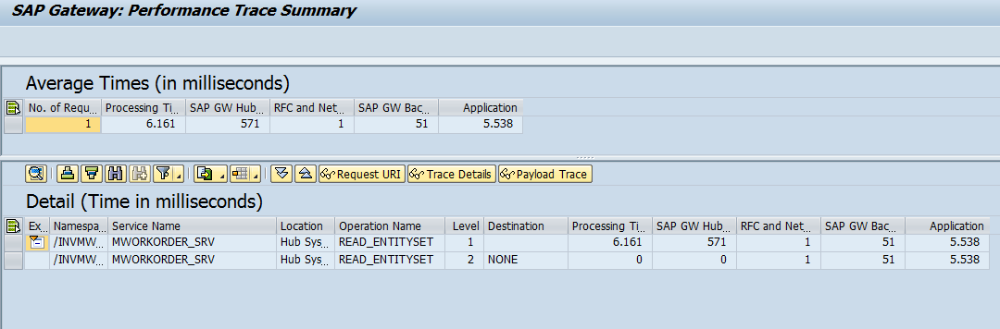 SAP Gateway: Performance Trace Summary
Average Times (in milliseconds)
No. of Requ... Processing Ti... SAP GW Hub... RFC and Net... SAP GW Bac... Application
1 6.161 571 1 51 5.538
Request URI Trace Details Payload Trace
Detail (Time in milliseconds)
Ex... Namespa... Service Name Location Operation Name Level Destination Processing Ti... SAP GW Hub... RFC and Net... SAP GW Bac... Application
/INVMW... MWORKORDER_SRV Hub Sys... READ_ENTITYSET 1 6.161 571 1 51 5.538
/INVMW... MWORKORDER_SRV Hub Sys... READ_ENTITYSET 2 NONE 0 0 1 51 5.538